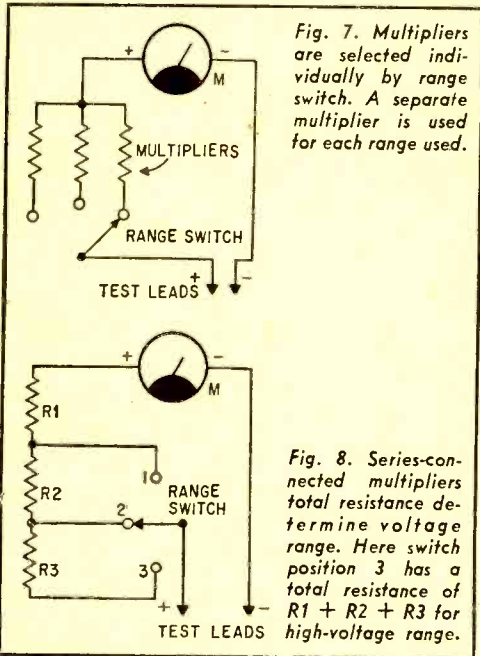 Fig. 7. Multipliers
are selected indi-
vidually by range
switch. A separate
multiplier is used
for each range used.
+
-
M
MULTIPLIERS
RANGE SWITCH
+
-
TEST LEADS
+
-
M
R1
R2
R3
1
2
3
RANGE
SWITCH
+
-
TEST LEADS
Fig. 8. Series-con-
nected multipliers
total resistance de-
termine voltage
range. Here switch
position 3 has a
total resistance of
R1 + R2 + R3 for
high-voltage range.